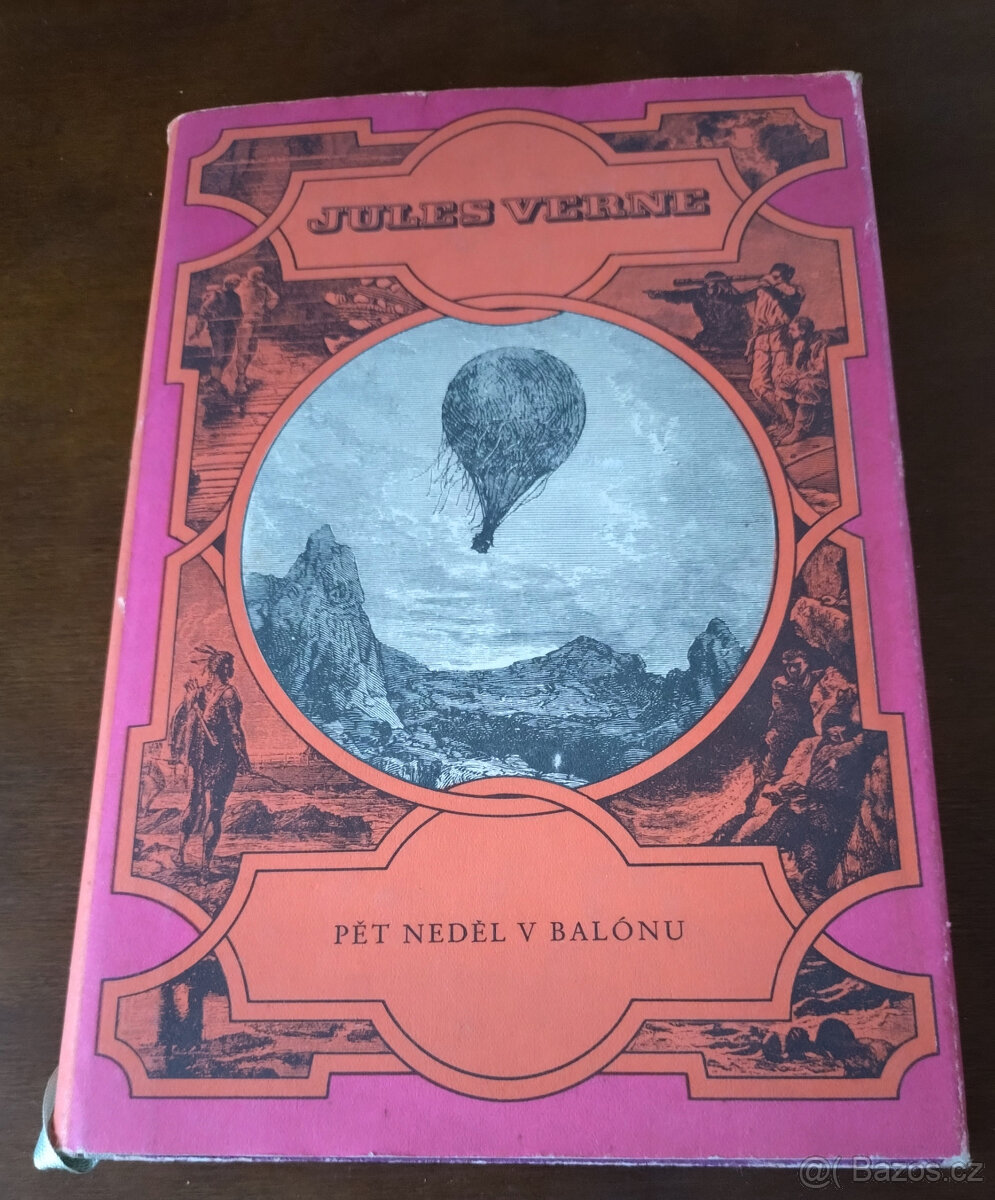 JULES VERNE
PĚT NEDĚL V BALÓNU
@( Bazos.cz